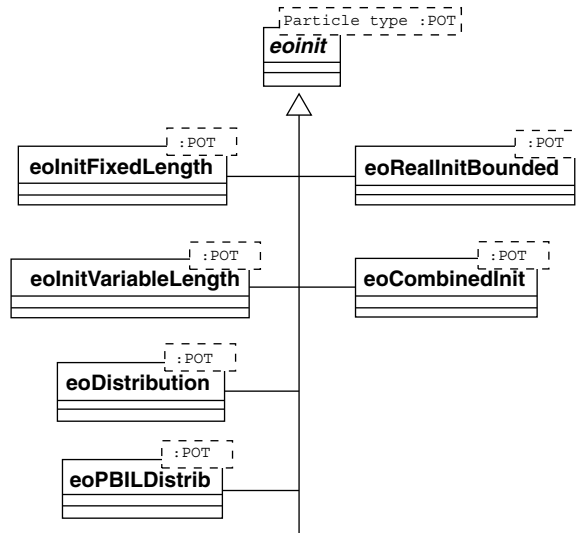 Particle type :POT
eoinit
:POT
eoInitFixedLength
:POT
eoRealInitBounded
:POT
eoInitVariableLength
:POT
eoCombinedInit
:POT
eoDistribution
:POT
eoPBILDistrib